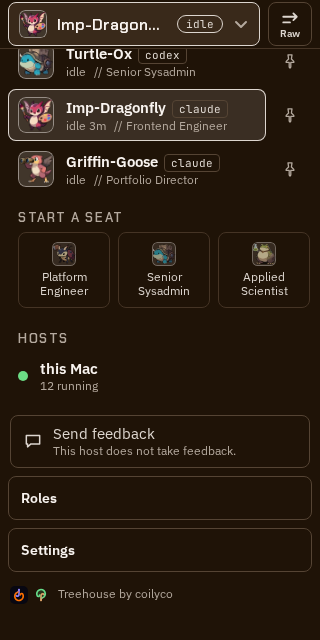 Imp-Dragon...
idle
Raw
Turtle-Ox
codex
idle // Senior Sysadmin
Imp-Dragonfly
claude
idle 3m // Frontend Engineer
Griffin-Goose
claude
idle // Portfolio Director
START A SEAT
Platform
Engineer
Senior
Sysadmin
Applied
Scientist
HOSTS
this Mac
12 running
Send feedback
This host does not take feedback.
Roles
Settings
Treehouse by coilyco